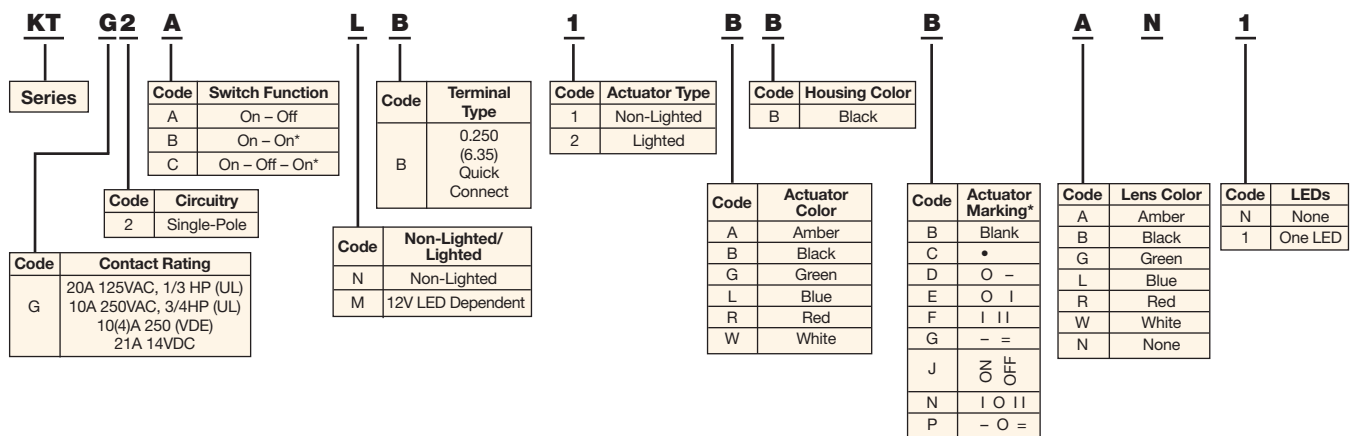 KT G2 A L B 1 B B B A N 1
Series
Code Switch Function
A On – Off
B On – On*
C On – Off – On*
Code Circuitry
2 Single-Pole
Code Contact Rating
G 20A 125VAC, 1/3 HP (UL)
10A 250VAC, 3/4HP (UL)
10(4)A 250 (VDE)
21A 14VDC
Code Terminal
Type
B 0.250
(6.35)
Quick
Connect
Code Non-Lighted/
Lighted
N Non-Lighted
M 12V LED Dependent
Code Actuator Type
1 Non-Lighted
2 Lighted
Code Actuator
Color
A Amber
B Black
G Green
L Blue
R Red
W White
Code Housing Color
B Black
Code Actuator
Marking*
B Blank
C •
D O –
E O I
F I II
G – =
J ON OFF
N I O II
P – O =
Code Lens Color
A Amber
B Black
G Green
L Blue
R Red
W White
N None
Code LEDs
N None
1 One LED